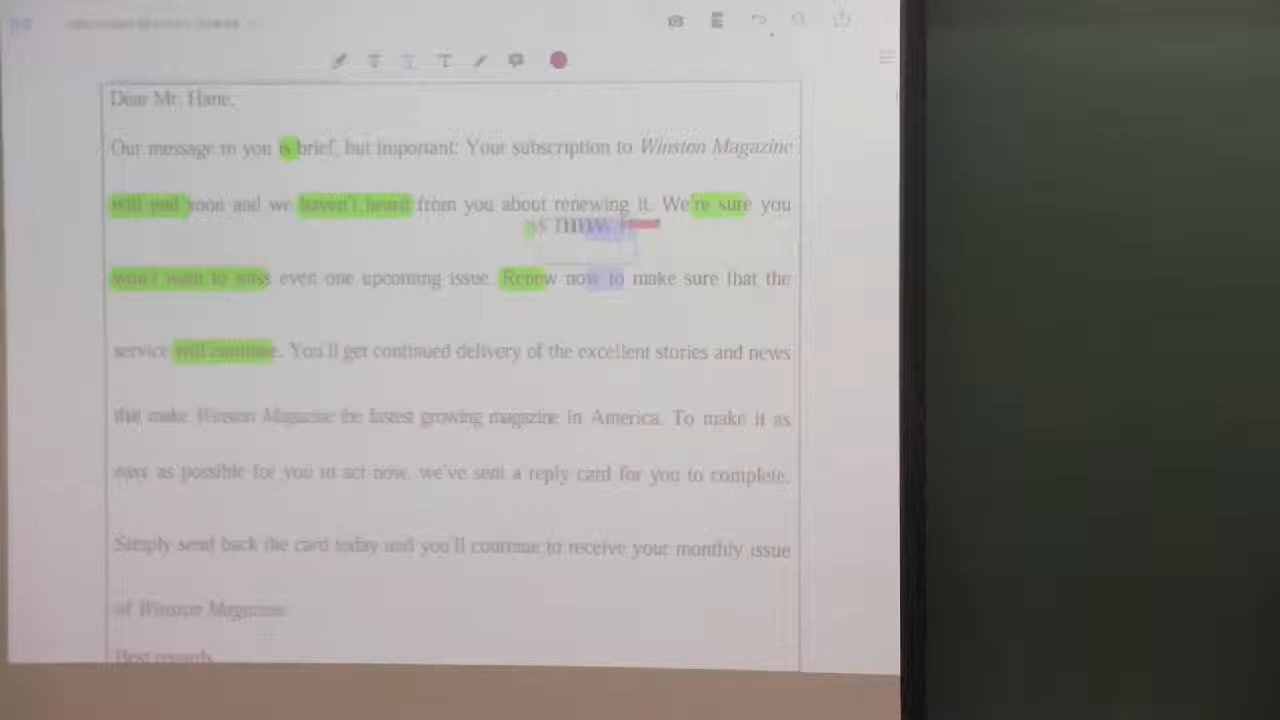 Dear Mr. Hane,
Our message to you is brief, but important: Your subscription to Winston Magazine
will end soon and we haven't heard from you about renewing it. We're sure you
won't want to miss even one upcoming issue. Renew now to make sure that the
service will continue. You'll get continued delivery of the excellent stories and news
that make Winston Magazine the fastest growing magazine in America. To make it as
easy as possible for you to act now, we've sent a reply card for you to complete.
Simply send back the card today and you'll continue to receive your monthly issue
of Winston Magazine.
Best regards,